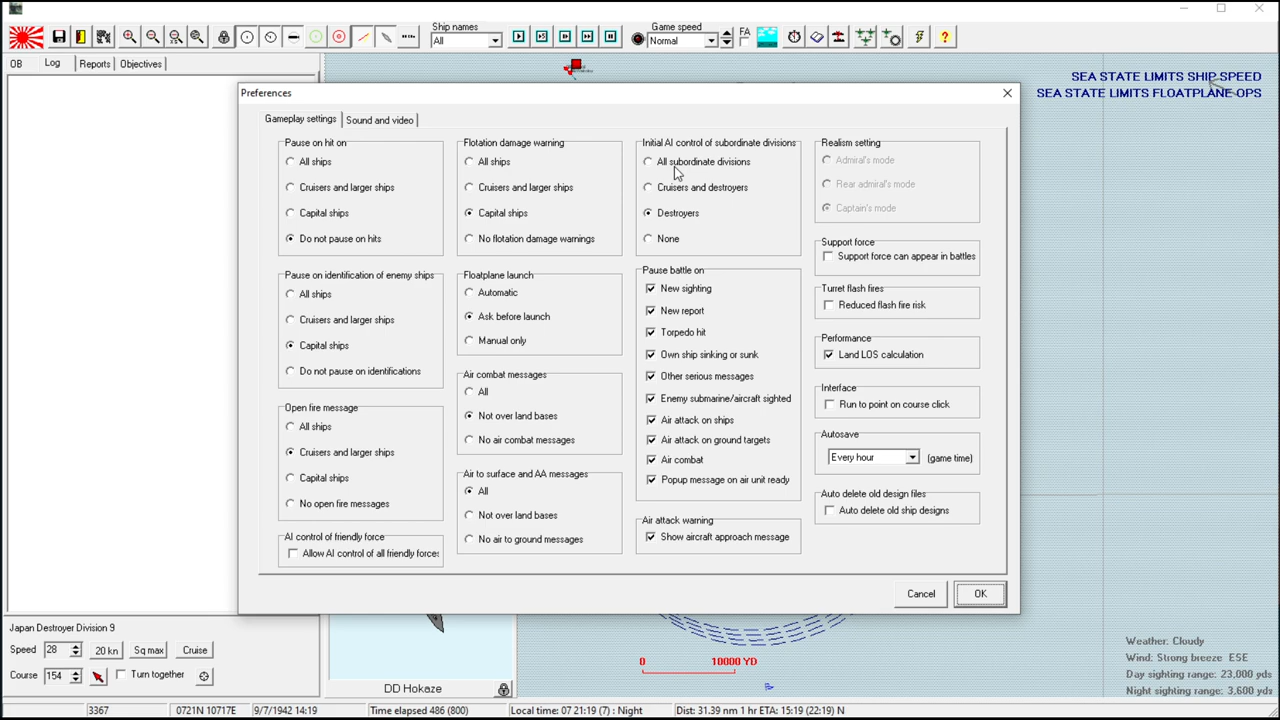 Ship names
Game speed
All
Normal
FA
OB
Log
Reports
Objectives
SEA STATE LIMITS SHIP SPEED
SEA STATE LIMITS FLOATPLANE OPS
Preferences
Gameplay settings
Sound and video
Pause on hit on
All ships
Cruisers and larger ships
Capital ships
Do not pause on hits
Pause on identification of enemy ships
All ships
Cruisers and larger ships
Capital ships
Do not pause on identifications
Open fire message
All ships
Cruisers and larger ships
Capital ships
No open fire messages
AI control of friendly force
Allow AI control of all friendly forces
Flotation damage warning
All ships
Cruisers and larger ships
Capital ships
No flotation damage warnings
Floatplane launch
Automatic
Ask before launch
Manual only
Air combat messages
All
Not over land bases
No air combat messages
Air to surface and AA messages
All
Not over land bases
No air to ground messages
Initial AI control of subordinate divisions
All subordinate divisions
Cruisers and destroyers
Destroyers
None
Pause battle on
New sighting
New report
Torpedo hit
Own ship sinking or sunk
Other serious messages
Enemy submarine/aircraft sighted
Air attack on ships
Air attack on ground targets
Air combat
Popup message on air unit ready
Air attack warning
Show aircraft approach message
Realism setting
Admiral's mode
Rear admiral's mode
Captain's mode
Support force
Support force can appear in battles
Turret flash fires
Reduced flash fire risk
Performance
Land LOS calculation
Interface
Run to point on course click
Autosave
Every hour (game time)
Auto delete old design files
Auto delete old ship designs
Cancel
OK
Japan Destroyer Division 9
Speed 28 20 kn Sq max Cruise
Course 154 Turn together
DD Hokaze
0 10000 YD
Weather: Cloudy
Wind: Strong breeze ESE
Day sighting range: 23,000 yds
Night sighting range: 3,600 yds
3367 0721N 10717E 9/7/1942 14:19 Time elapsed 486 (800) Local time: 07 21:19 (7) : Night Dist: 31.39 nm 1 hr ETA: 15:19 (22:19) N